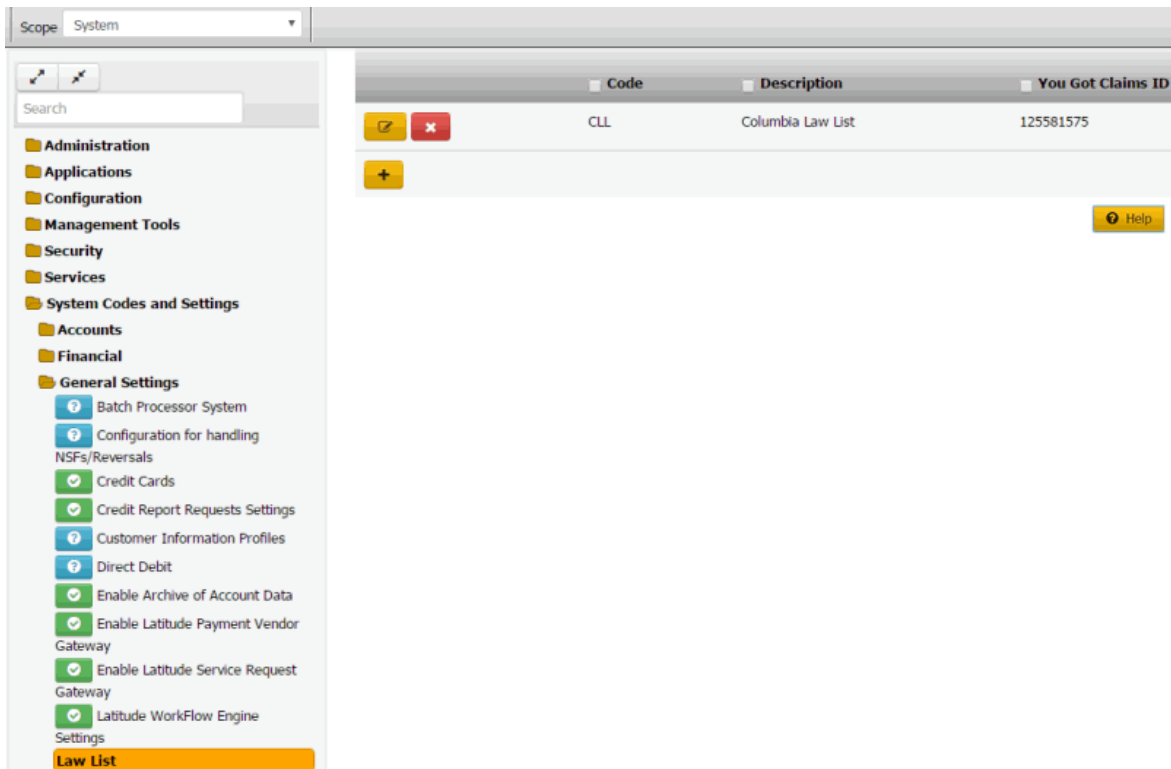 Scope System
Search
Administration
Applications
Configuration
Management Tools
Security
Services
System Codes and Settings
Accounts
Financial
General Settings
Batch Processor System
Configuration for handling
NSFs/Reversals
Credit Cards
Credit Report Requests Settings
Customer Information Profiles
Direct Debit
Enable Archive of Account Data
Enable Latitude Payment Vendor
Gateway
Enable Latitude Service Request
Gateway
Latitude WorkFlow Engine
Settings
Law List
Code Description You Got Claims ID
CLL Columbia Law List 125581575
Help